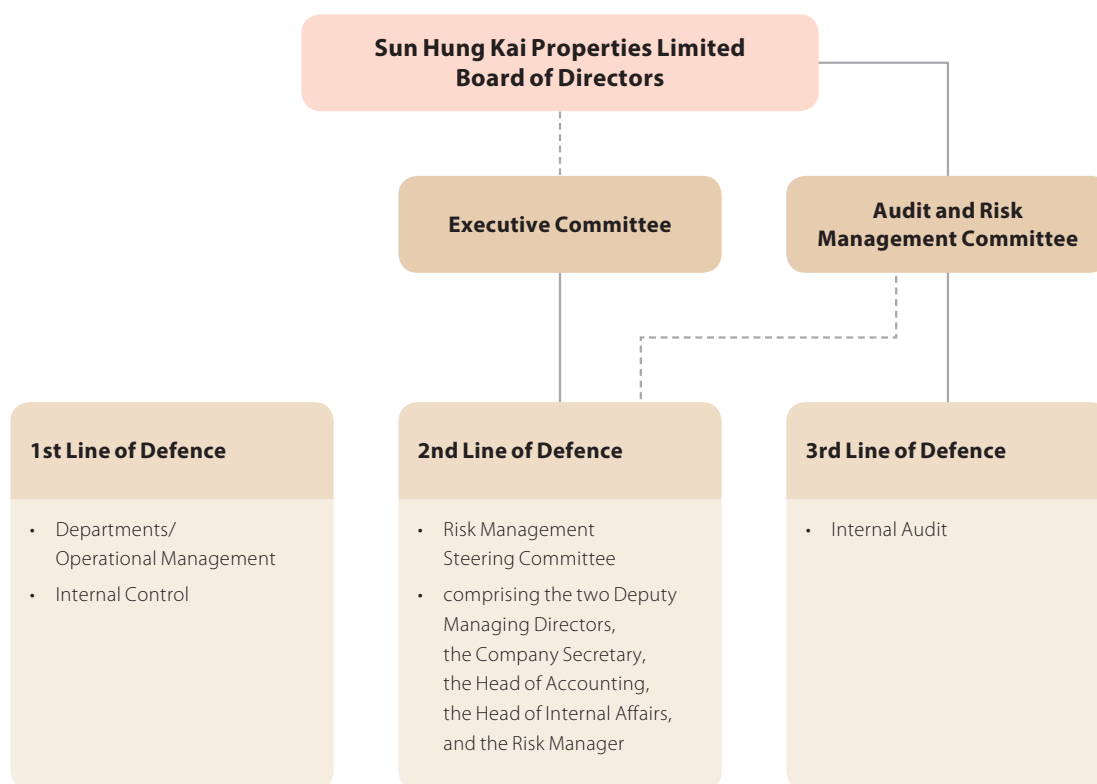 Sun Hung Kai Properties Limited
Board of Directors
Executive Committee
Audit and Risk
Management Committee
1st Line of Defence
• Departments/
Operational Management
• Internal Control
2nd Line of Defence
• Risk Management
Steering Committee
• comprising the two Deputy
Managing Directors,
the Company Secretary,
the Head of Accounting,
the Head of Internal Affairs,
and the Risk Manager
3rd Line of Defence
• Internal Audit